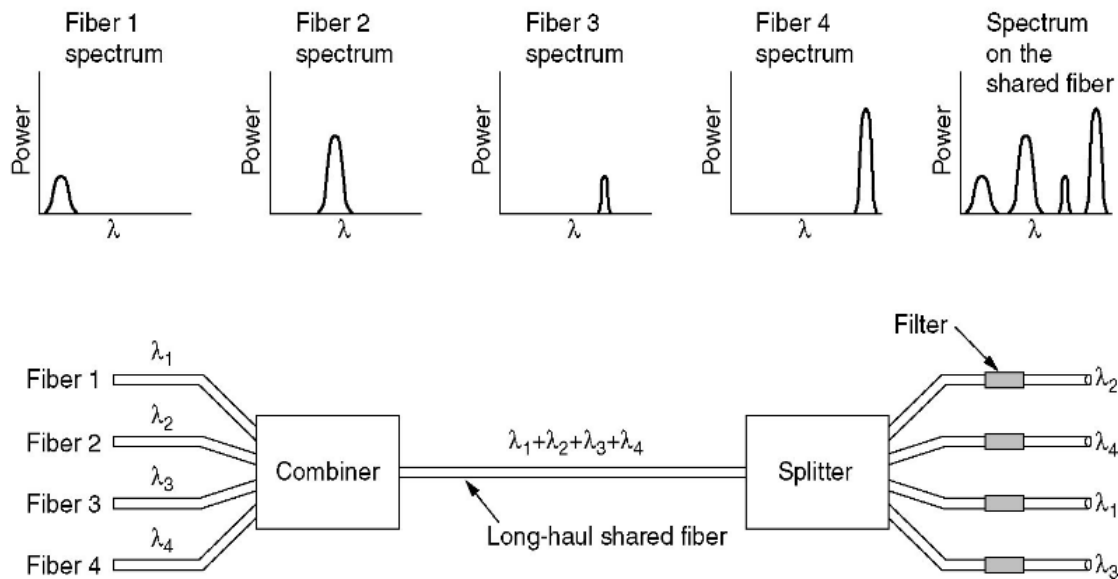 Fiber 1
spectrum
Fiber 2
spectrum
Fiber 3
spectrum
Fiber 4
spectrum
Spectrum
on the
shared fiber
Power
λ
Power
λ
Power
λ
Power
λ
Power
λ
Filter
Fiber 1
λ1
Fiber 2
λ2
Fiber 3
λ3
Fiber 4
λ4
Combiner
λ1+λ2+λ3+λ4
Long-haul shared fiber
Splitter
λ2
λ4
λ1
λ3